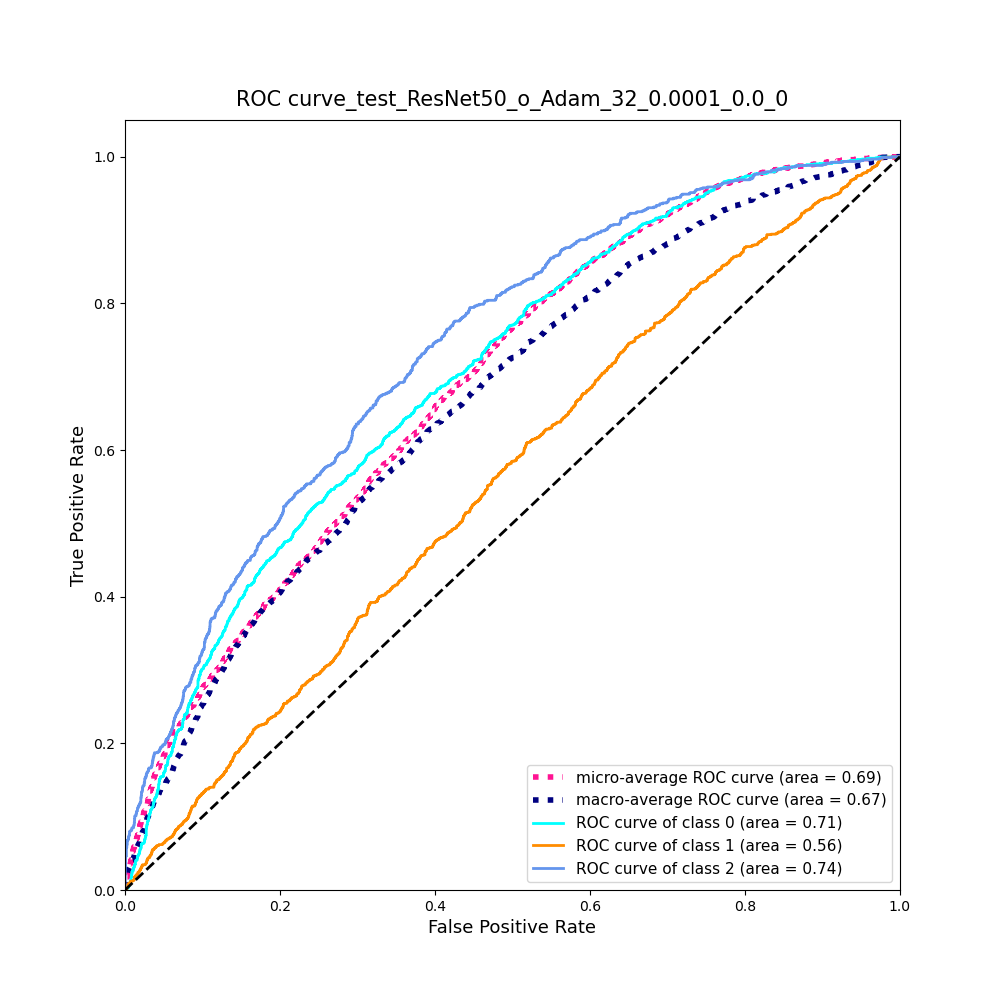 ROC curve_test_ResNet50_o_Adam_32_0.0001_0.0_0
True Positive Rate
1.0
0.8
0.6
0.4
0.2
0.0
0.0 0.2 0.4 0.6 0.8 1.0
False Positive Rate
micro-average ROC curve (area = 0.69)
macro-average ROC curve (area = 0.67)
ROC curve of class 0 (area = 0.71)
ROC curve of class 1 (area = 0.56)
ROC curve of class 2 (area = 0.74)